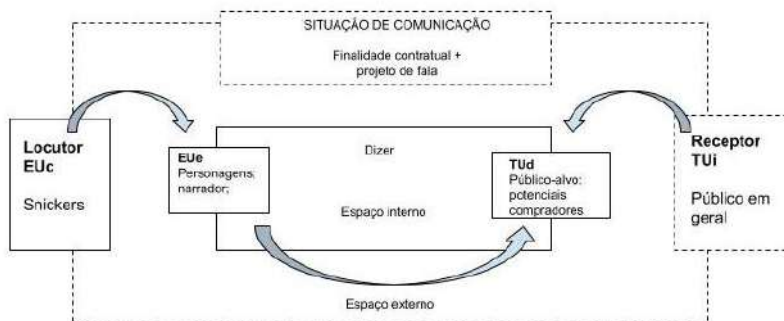 SITUAÇÃO DE COMUNICAÇÃO
Finalidade contratual +
projeto de fala
Locutor
EUc
Snickers
EUe
Personagens;
narrador;
Dizer
Espaço interno
TUd
Público-alvo:
potenciais
compradores
Receptor
TUi
Público em
geral
Espaço externo